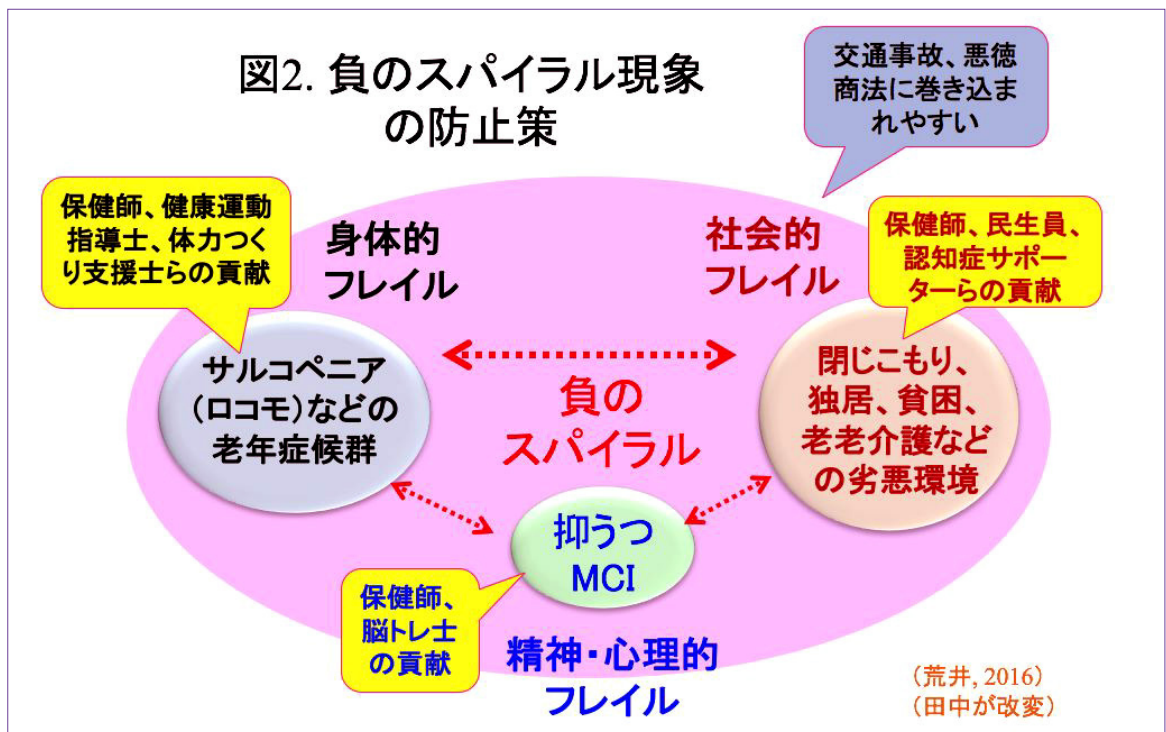 図2. 負のスパイラル現象
の防止策
交通事故、悪徳
商法に巻き込ま
れやすい
保健師、健康運動
指導士、体力つく
り支援士らの貢献
身体的
フレイル
社会的
フレイル
保健師、民生員、
認知症サポー
ターらの貢献
サルコペニア
（ロコモ）などの
老年症候群
負の
スパイラル
閉じこもり、
独居、貧困、
老老介護など
の劣悪環境
抑うつ
MCI
保健師、
脳トレ士
の貢献
精神・心理的
フレイル
（荒井, 2016）
（田中が改変）